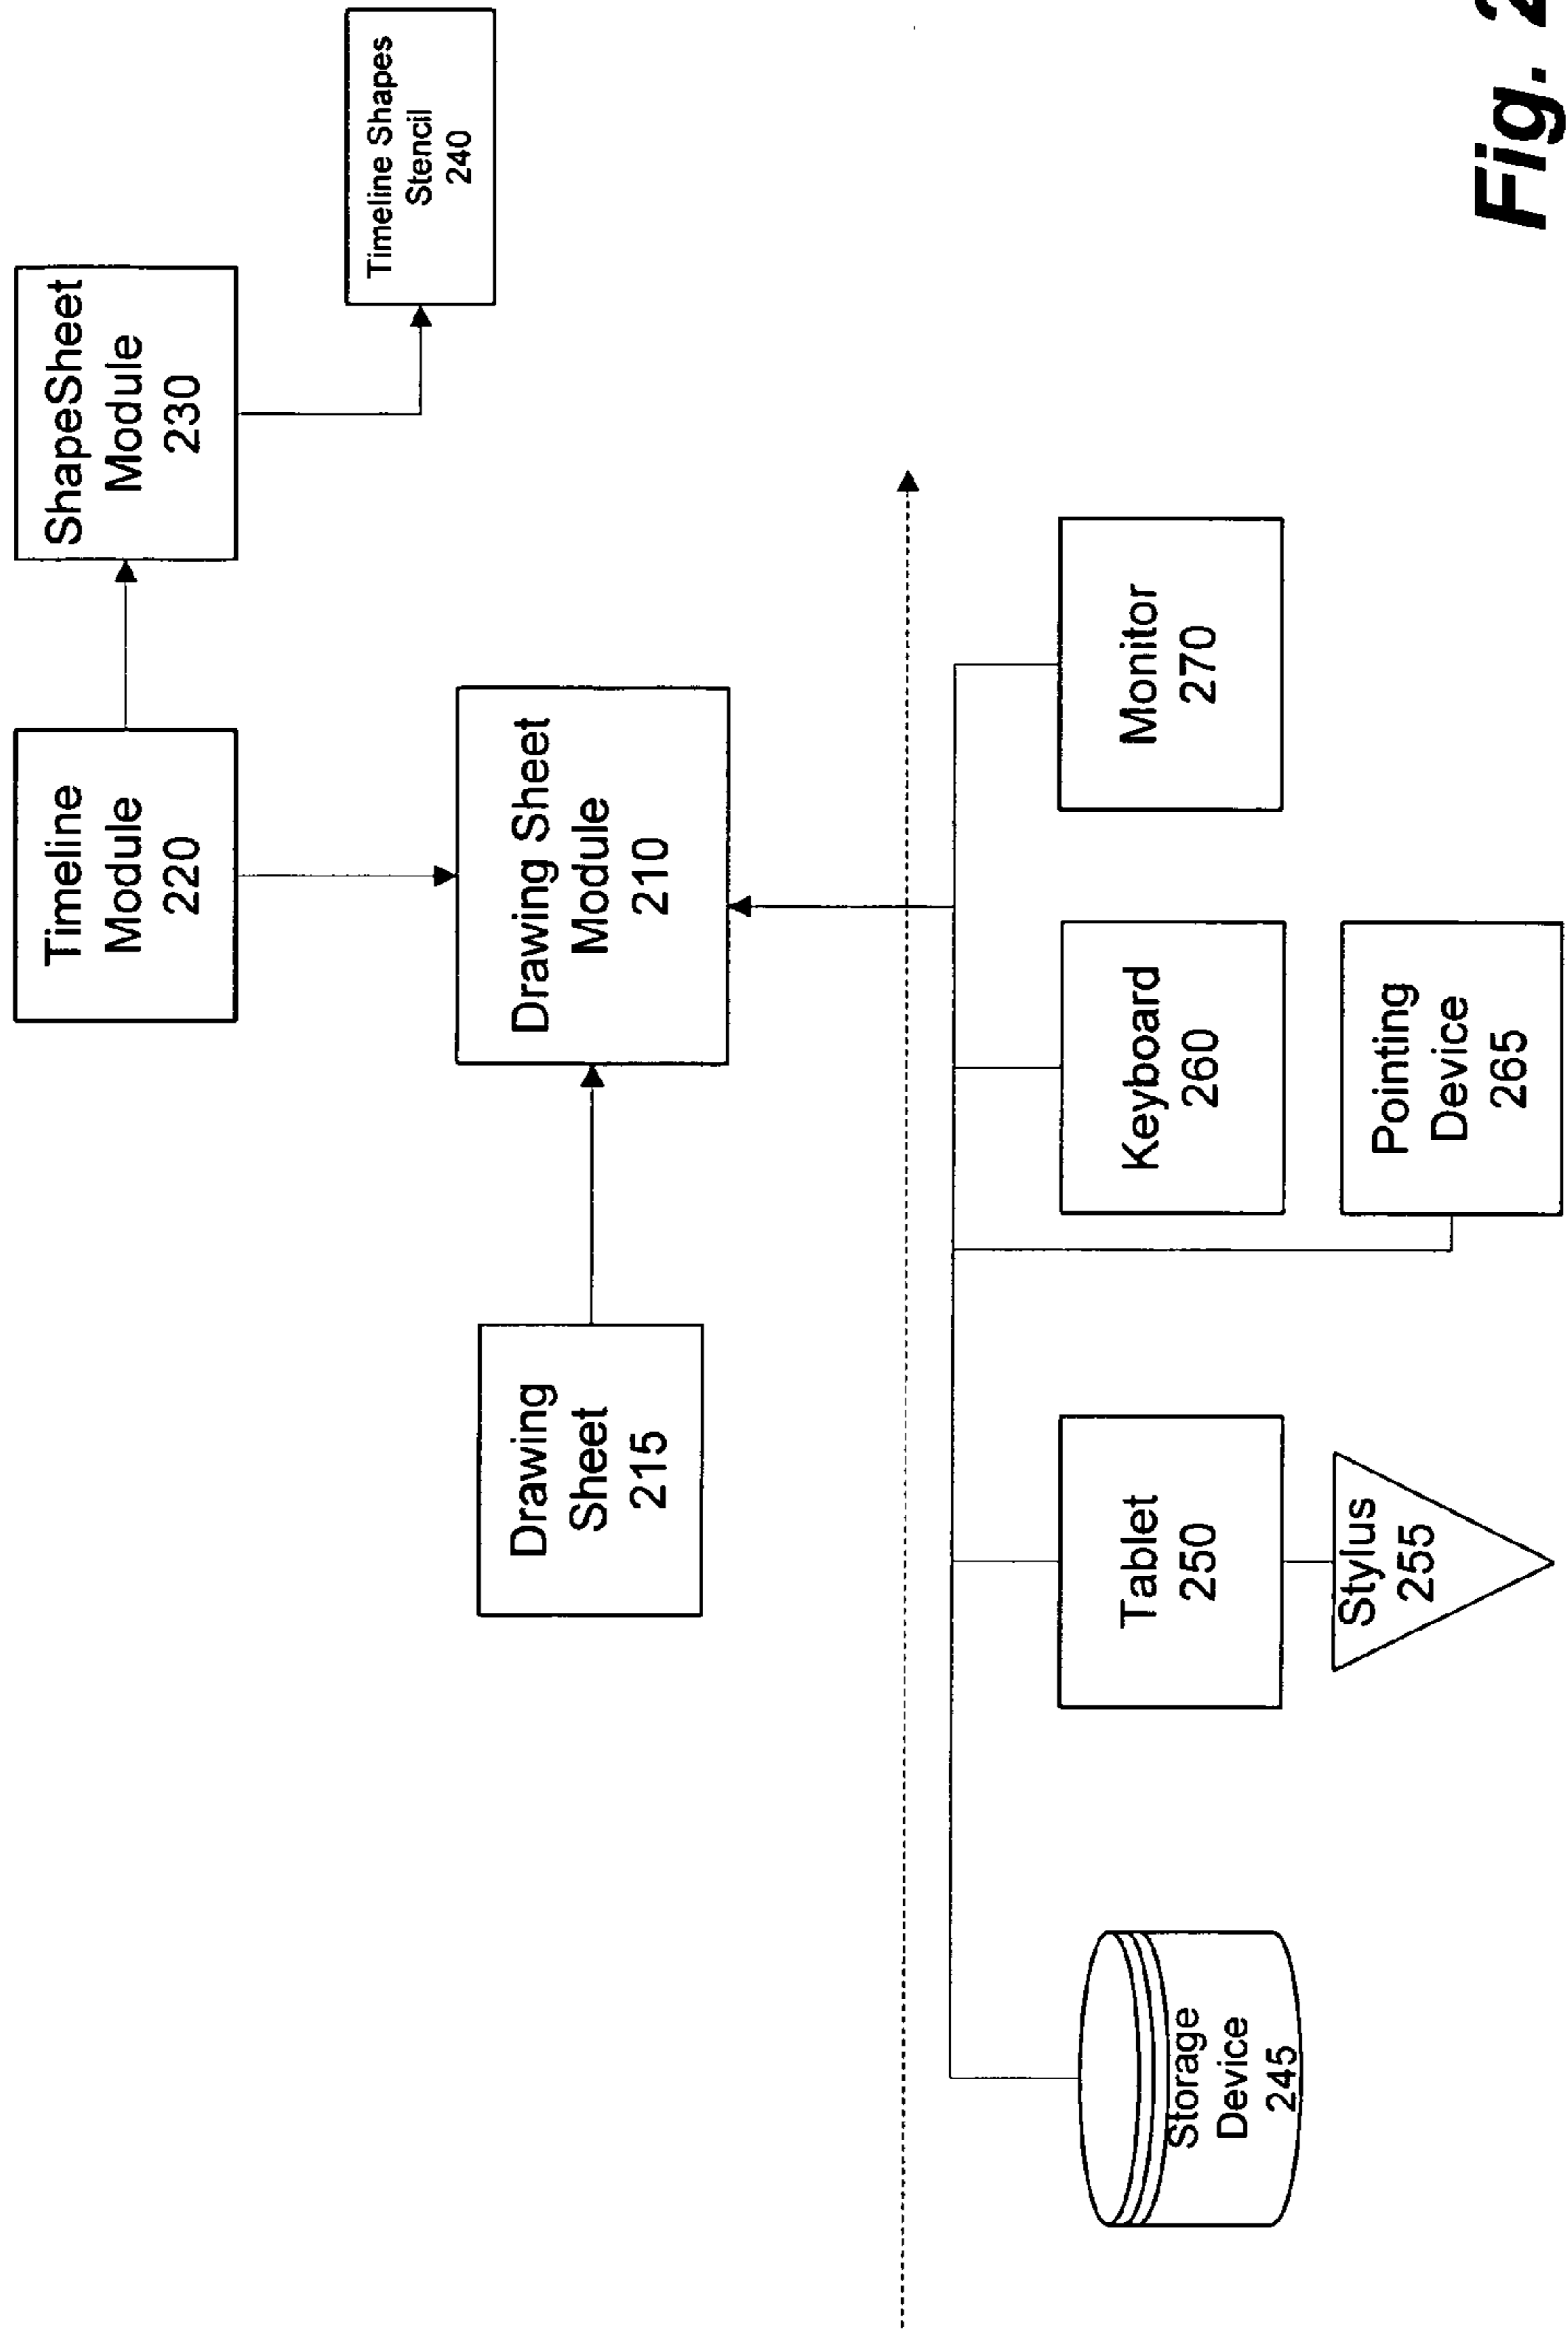 Timeline
Module
220
ShapeSheet
Module
230
Timeline Shapes
Stencil
240
Drawing
Sheet
215
Drawing Sheet
Module
210
Storage
Device
245
Tablet
250
Stylus
255
Keyboard
260
Pointing
Device
265
Monitor
270
Fig. 2